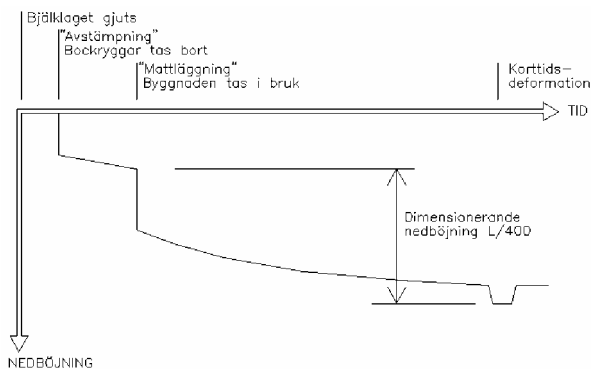 Bjälklaget gjuts
"Avstämpning"
Bockryggar tas bort
"Mattläggning"
Byggnaden tas i bruk
Korttids-
deformation
TID
Dimensionerande
nedböjning L/400
NEDBÖJNING